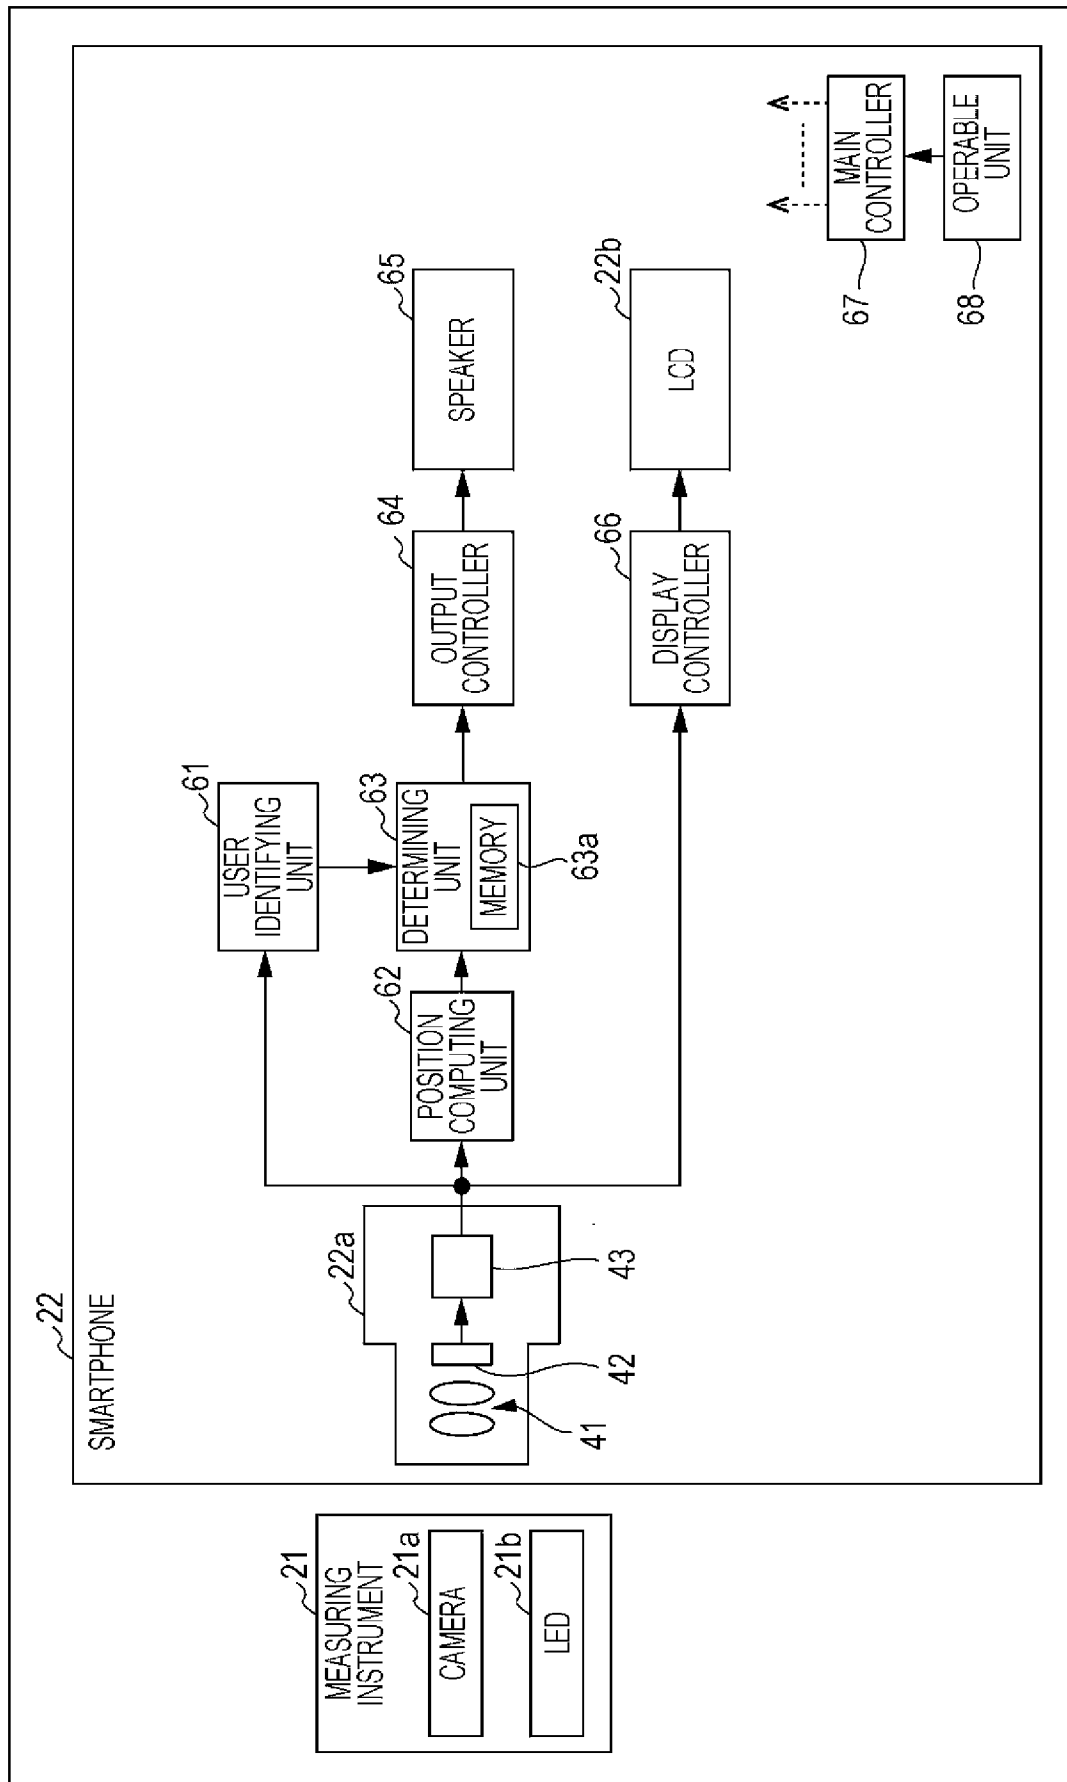 22
SMARTPHONE
21
MEASURING
INSTRUMENT
21a
CAMERA
21b
LED
22a
41
42
43
61
USER
IDENTIFYING
UNIT
62
POSITION
COMPUTING
UNIT
63
DETERMINING
UNIT
MEMORY
63a
64
OUTPUT
CONTROLLER
65
SPEAKER
66
DISPLAY
CONTROLLER
22b
LCD
MAIN
CONTROLLER
67
OPERABLE
UNIT
68